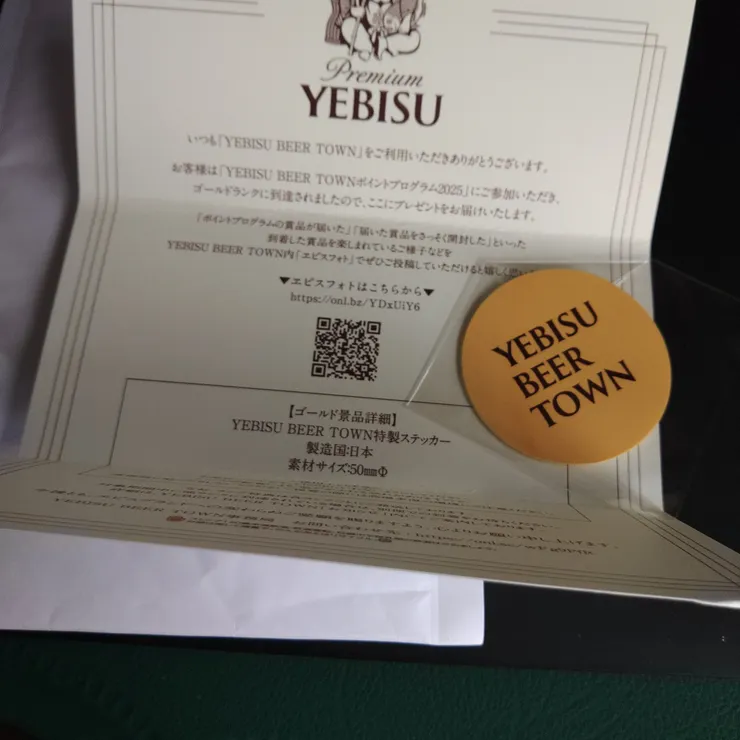 Premium
YEBISU
いつも「YEBISU BEER TOWN」をご利用いただきありがとうございます。
お客様は「YEBISU BEER TOWNポイントプログラム2025」にご参加いただき、
ゴールドランクに到達されましたので、ここにプレゼントをお届けいたします。
「ポイントプログラムの賞品が届いた」「届いた賞品をさっそく開封した」といった
到着した賞品を楽しまれているご様子などを
YEBISU BEER TOWN内「エビスフォト」でぜひご投稿していただけると嬉しく思い
▼エビスフォトはこちらから▼
https://onl.bz/YDxUiY6
【ゴールド景品詳細】
YEBISU BEER TOWN特製ステッカー
製造国:日本
素材サイズ:50mmΦ
YEBISU
BEER
TOWN
YEBISU BEER TOWN